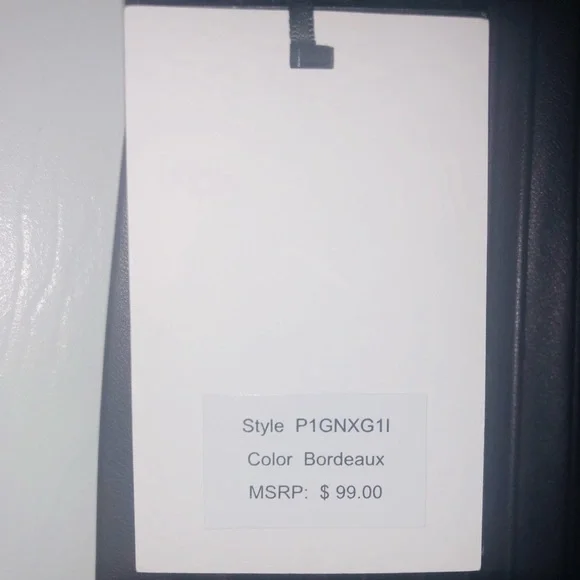 Style P1GNXG1I
Color Bordeaux
MSRP: $ 99.00